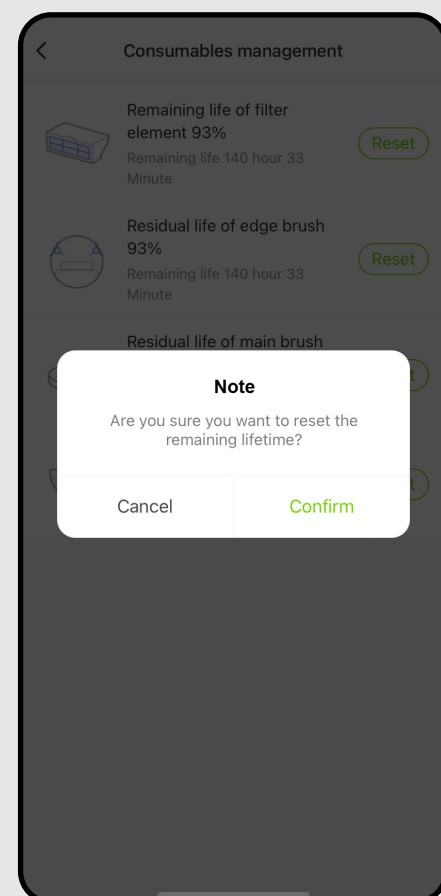 Consumables management
Remaining life of filter
element 93%
Reset
Remaining life 140 hour 33
Minute
Residual life of edge brush
93%
Reset
Remaining life 140 hour 33
Minute
Residual life of main brush
Note
Are you sure you want to reset the
remaining lifetime?
Cancel
Confirm